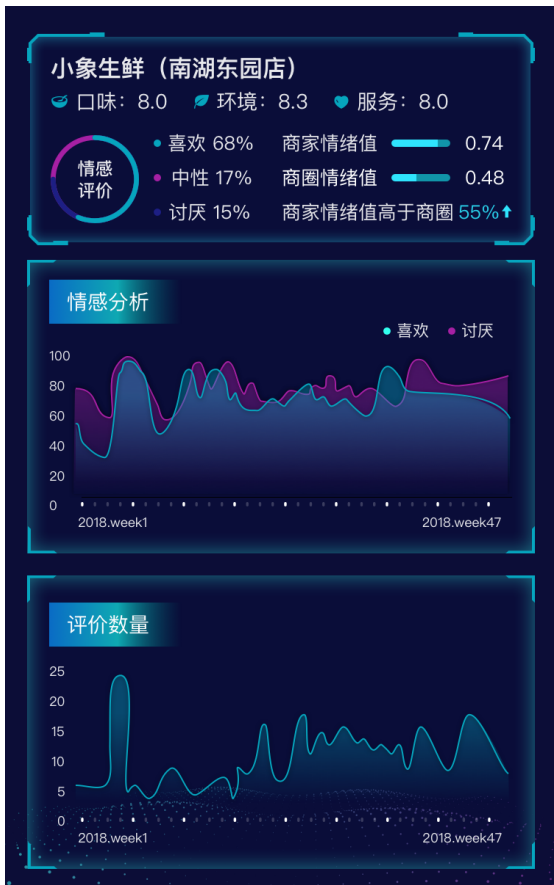 小象生鲜（南湖东园店）
口味：8.0 环境：8.3 服务：8.0
情感评价
喜欢 68% 商家情绪值 0.74
中性 17% 商圈情绪值 0.48
讨厌 15% 商家情绪值高于商圈 55%
情感分析
喜欢 讨厌
100
80
60
40
20
0
2018.week1 2018.week47
评价数量
25
20
15
10
5
0
2018.week1 2018.week47